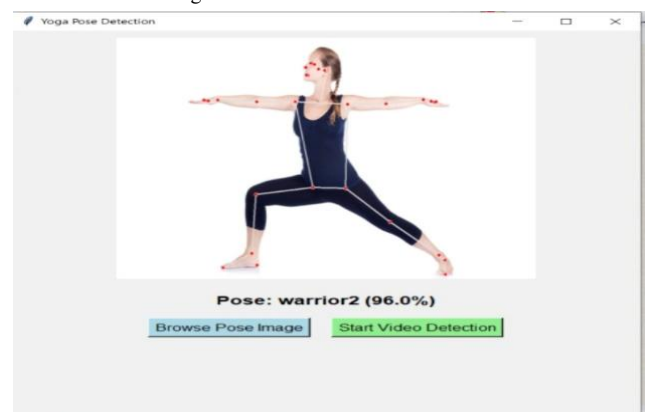 Yoga Pose Detection
Pose: warrior2 (96.0%)
Browse Pose Image
Start Video Detection